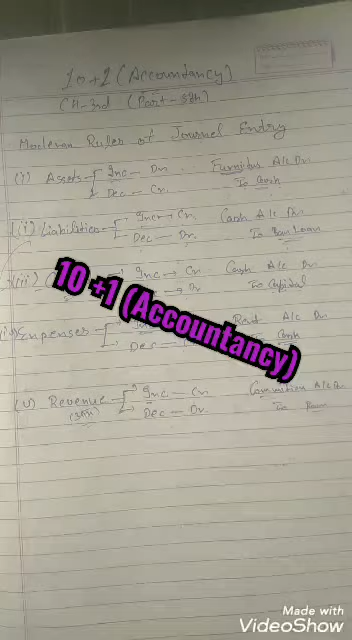 10+1 (Accountancy)
CH-3rd (Part-5th)
Modern Rules of Journal Entry
(i) Assets Inc - Dr. Furniture A/c Dr.
Dec - Cr. To Cash
(ii) Liabilities Incr - Cr. Cash A/c Dr.
Dec - Dr. To Bank Loan
(iii) Inc - Cr Cash A/c Dr.
Dr To Capital
10 +1 (Accountancy)
(iv) Expenses Rent A/c Dr.
Dec - Cash
(v) Revenue Inc - Cr. Commission A/c Dr.
Dec - Dr. To
Made with
VideoShow